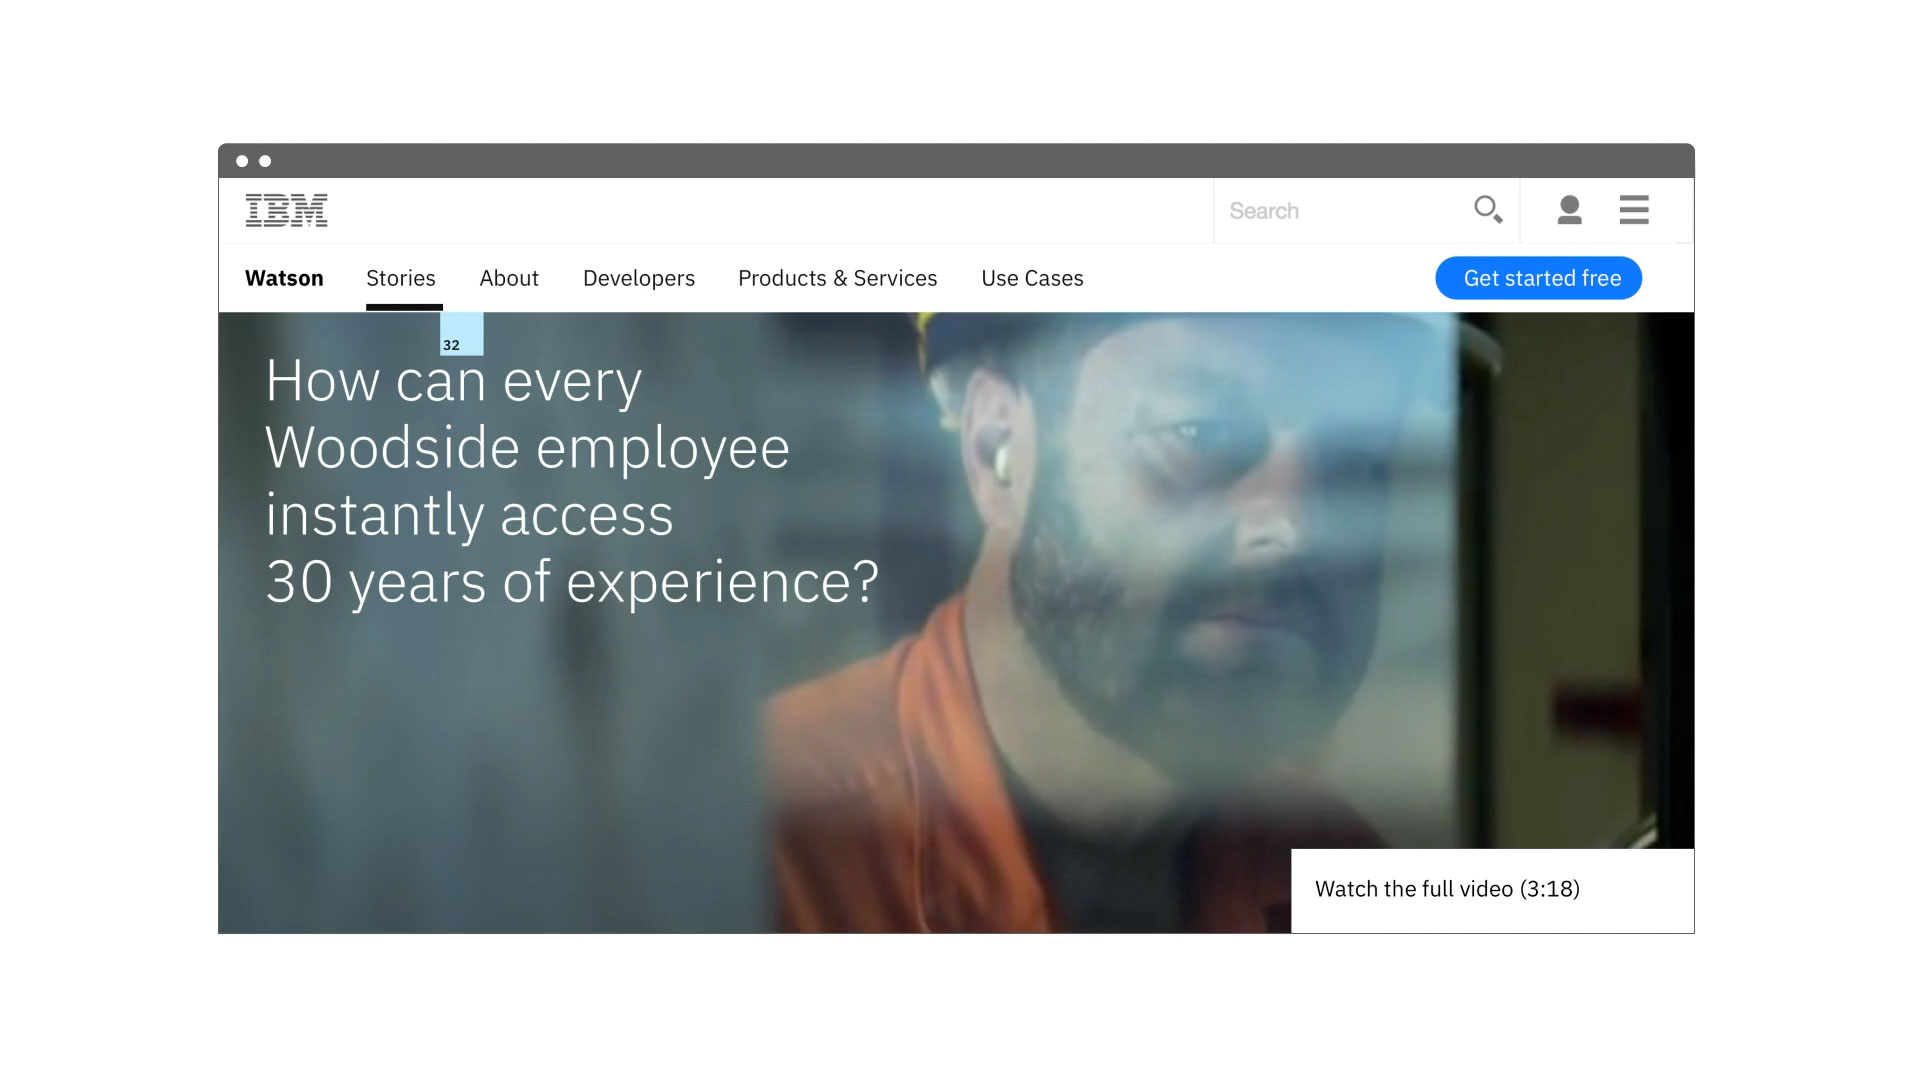 IBM
Search
Watson Stories About Developers Products & Services Use Cases Get started free
32
How can every
Woodside employee
instantly access
30 years of experience?
Watch the full video (3:18)